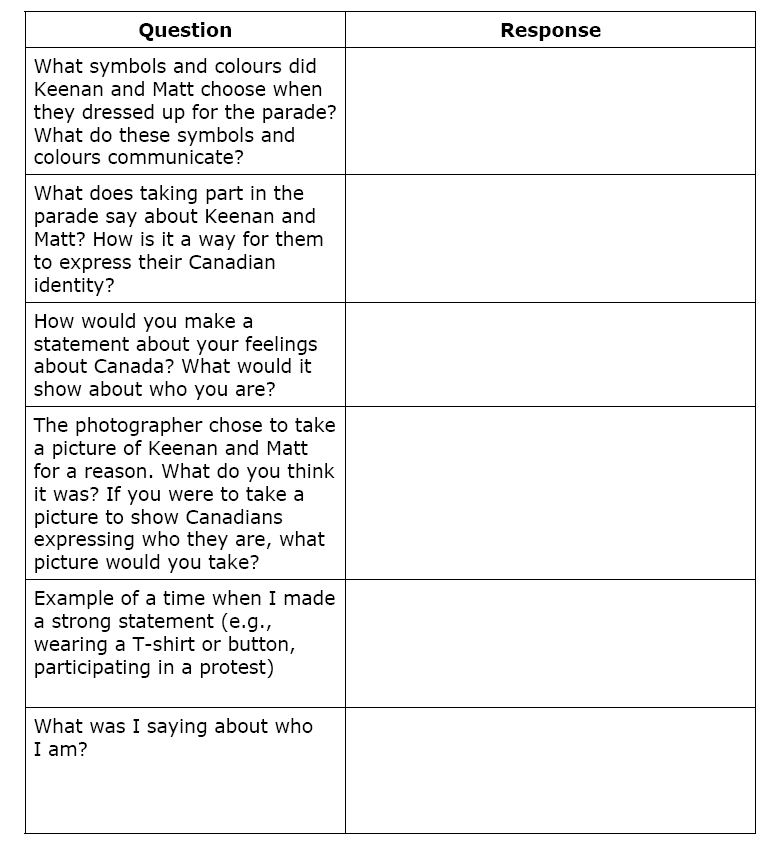 Question
Response
What symbols and colours did
Keenan and Matt choose when
they dressed up for the parade?
What do these symbols and
colours communicate?
What does taking part in the
parade say about Keenan and
Matt? How is it a way for them
to express their Canadian
identity?
How would you make a
statement about your feelings
about Canada? What would it
show about who you are?
The photographer chose to take
a picture of Keenan and Matt
for a reason. What do you think
it was? If you were to take a
picture to show Canadians
expressing who they are, what
picture would you take?
Example of a time when I made
a strong statement (e.g.,
wearing a T-shirt or button,
participating in a protest)
What was I saying about who
I am?